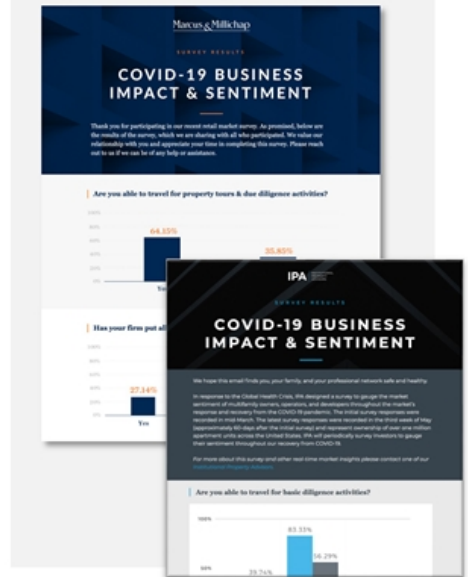 Marcus & Millichap
SURVEY RESULTS
COVID-19 BUSINESS
IMPACT & SENTIMENT
Thank you for participating in our recent retail market survey. As promised, below are
the results of the survey, which we are sharing with all who participated. We value our
relationship with you and appreciate your time in completing this survey. Please reach
out to us if we can be of any help or assistance.
Are you able to travel for property tours & due diligence activities?
100%
80%
60%
40%
20%
0%
64.15%
35.85%
Yes
Has your firm put all
100%
80%
60%
40%
20%
0%
27.14%
Yes
IPA
SURVEY RESULTS
COVID-19 BUSINESS
IMPACT & SENTIMENT
We hope this email finds you, your family, and your professional network safe and healthy.
In response to the Global Health Crisis, IPA designed a survey to gauge the market
sentiment of multifamily owners, operators, and developers throughout the market's
response and recovery from the COVID-19 pandemic. The initial survey responses were
recorded in mid-March. The latest survey responses were recorded in the third week of May
(approximately 60-days after the initial survey) and represent ownership of over one million
apartment units across the United States. IPA will periodically survey investors to gauge
their sentiment throughout our recovery from COVID-19.
For more about this survey and other real-time market insights please contact one of our
Institutional Property Advisors.
Are you able to travel for basic diligence activities?
100%
83.33%
56.29%
50%
39.74%